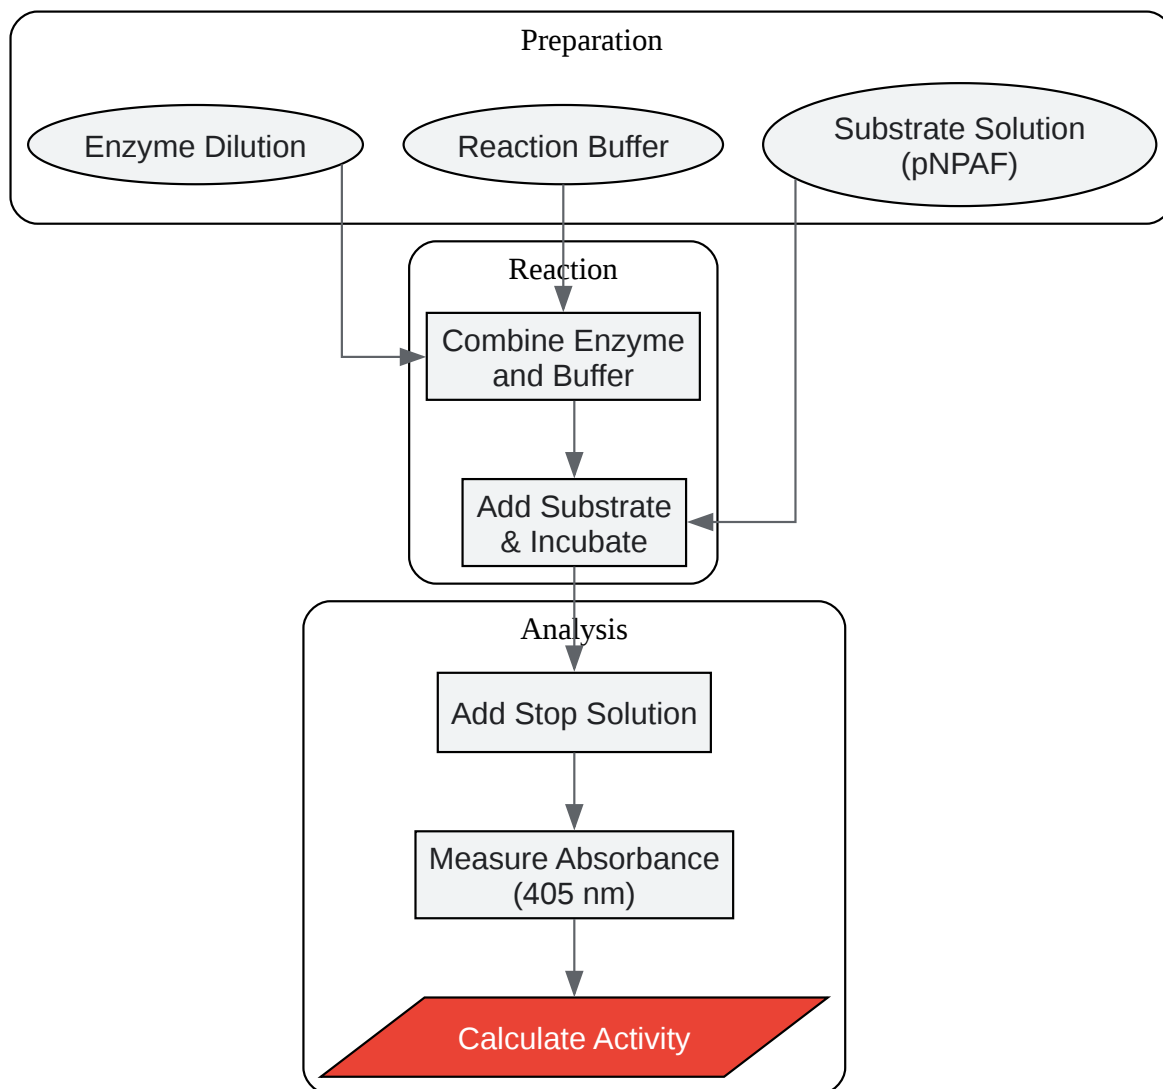 Preparation
Enzyme Dilution
Reaction Buffer
Substrate Solution
(pNPAF)
Reaction
Combine Enzyme
and Buffer
Add Substrate
& Incubate
Analysis
Add Stop Solution
Measure Absorbance
(405 nm)
Calculate Activity